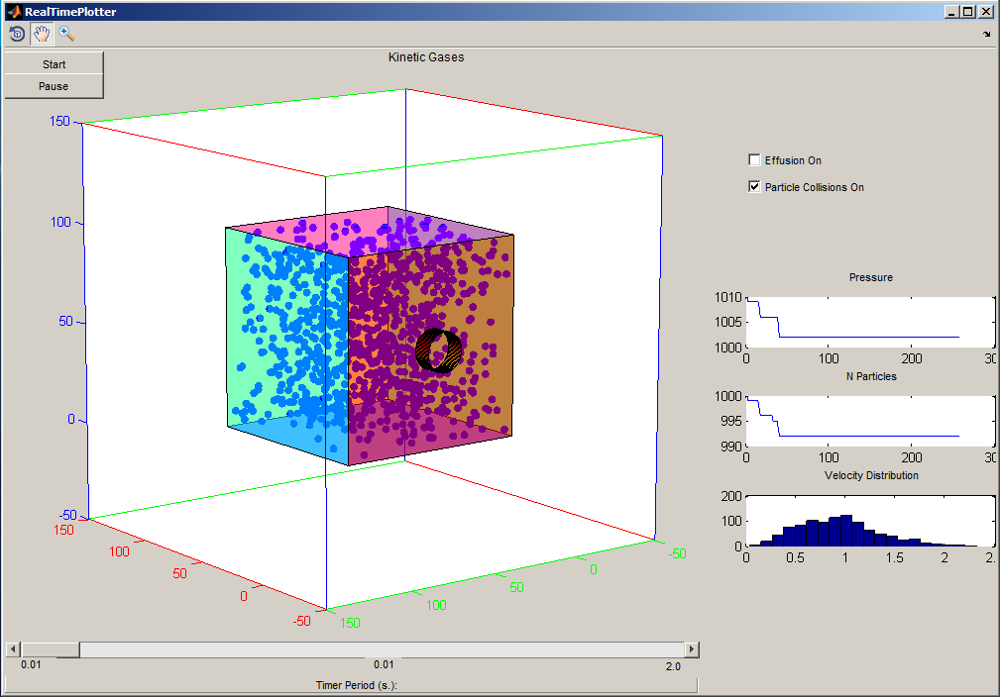 RealTimePlotter
Start
Pause
Kinetic Gases
150
100
50
0
-50
150
100
50
0
-50
150
100
50
0
-50
Effusion On
Particle Collisions On
Pressure
1010
1005
1000
0 100 200 30
N Particles
1000
995
990
0 100 200 30
Velocity Distribution
200
100
0
0 0.5 1 1.5 2 2.
0.01 0.01 2.0
Timer Period (s.):